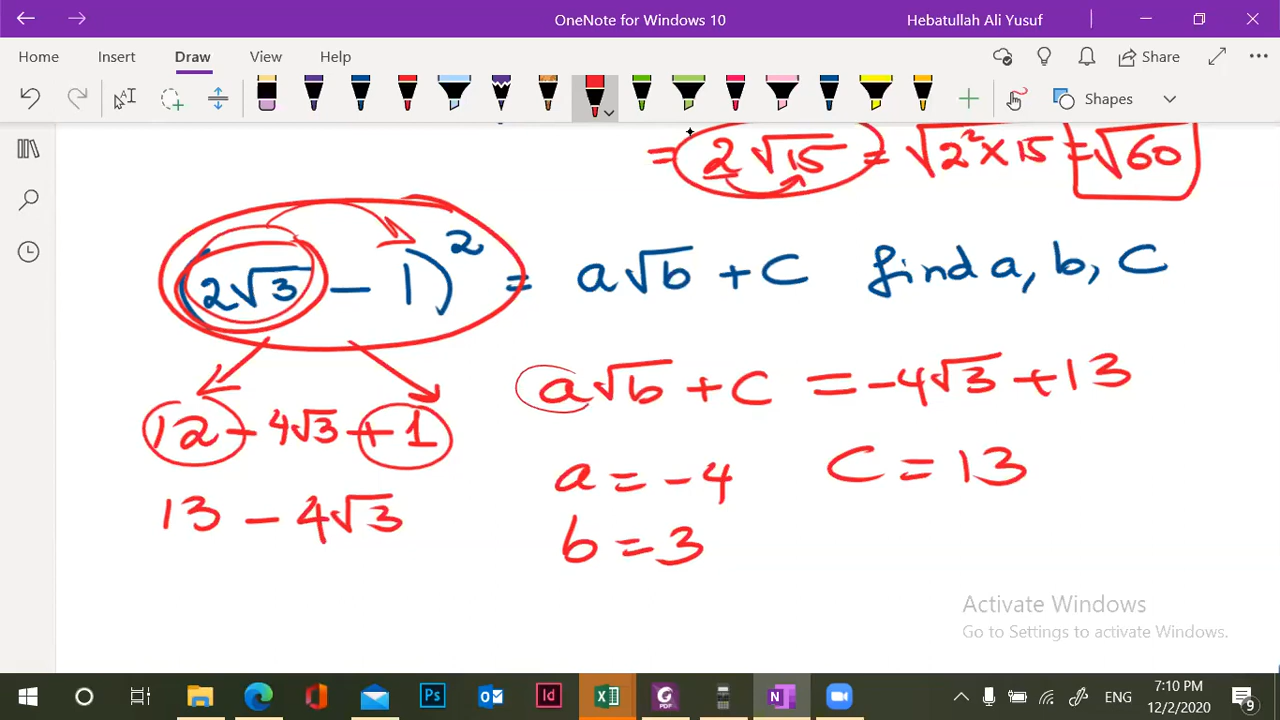 OneNote for Windows 10
Hebatullah Ali Yusuf
Home Insert Draw View Help
Share
Shapes
= 2√15 = √2²×15 = √60
(2√3 − 1)² = a√b + C find a, b, C
a√b + C = -4√3 + 13
12 - 4√3 + 1
a = -4 C = 13
13 - 4√3
b = 3
Activate Windows
Go to Settings to activate Windows.
ENG
7:10 PM
12/2/2020
9